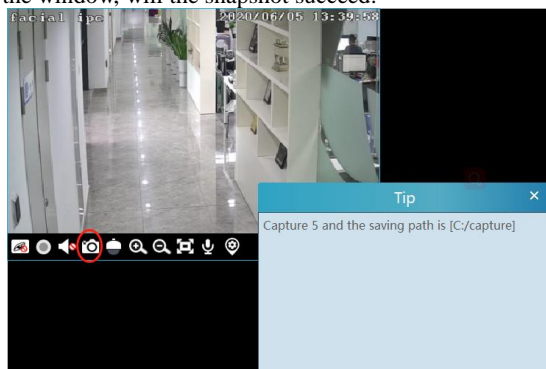 the window, will the snapshot succeed.
facial ipc
2020/06/05 13:39:58
Tip
Capture 5 and the saving path is [C:/capture]